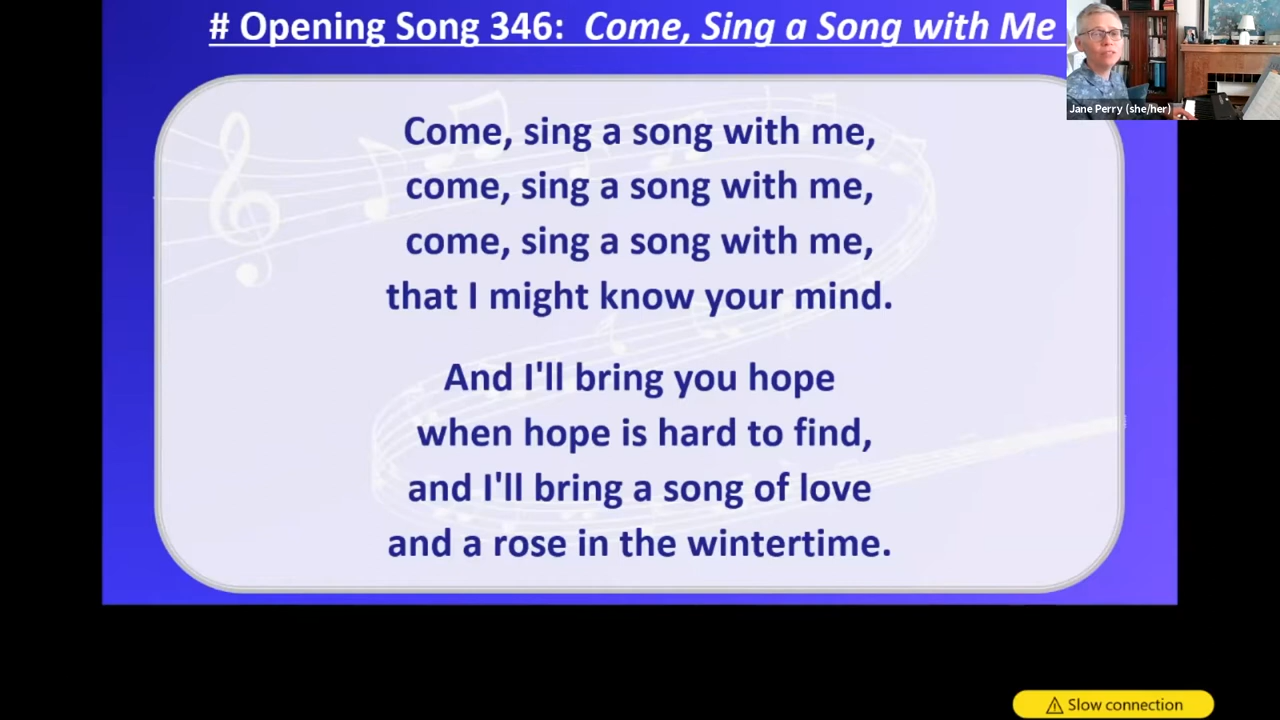 # Opening Song 346:  Come, Sing a Song with Me
Jane Perry (she/her)
Come, sing a song with me,
come, sing a song with me,
come, sing a song with me,
that I might know your mind.
And I'll bring you hope
when hope is hard to find,
and I'll bring a song of love
and a rose in the wintertime.
Slow connection